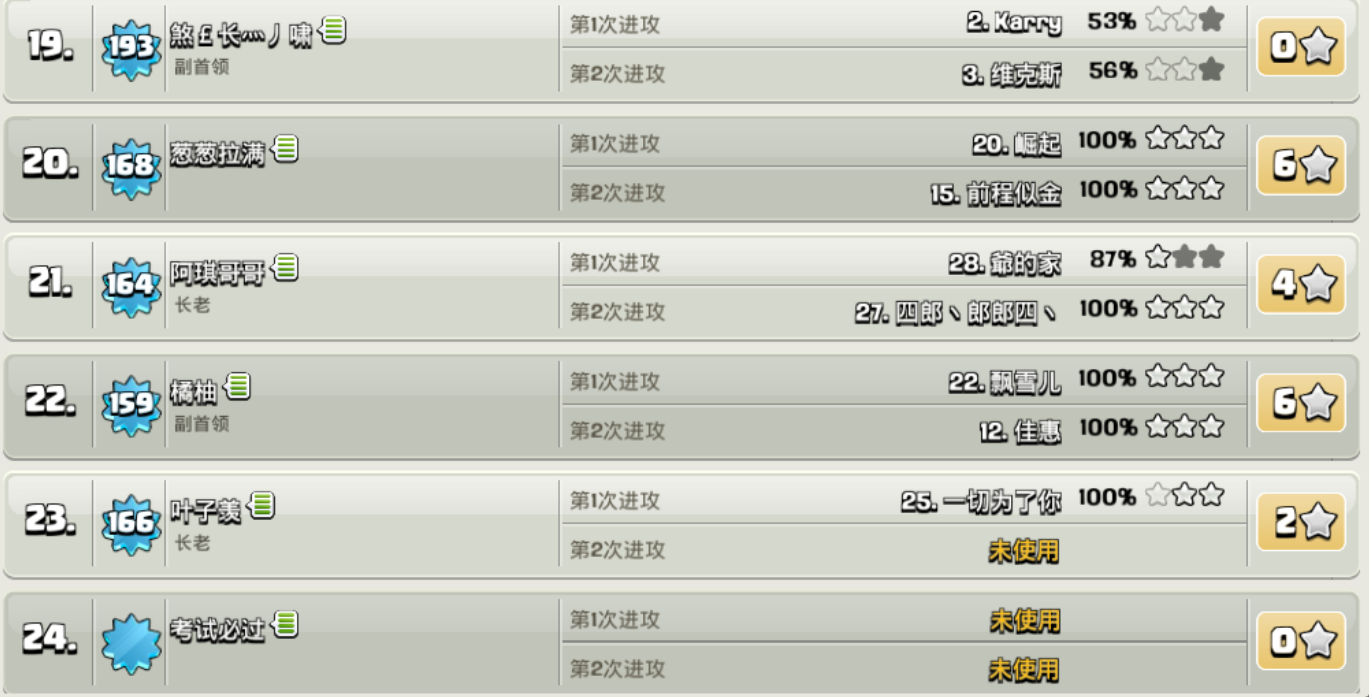 19.
193
煞£长灬丿啸
副首领
第1次进攻
2. Karry 53%
第2次进攻
3. 维克斯 56%
0
20.
168
葱葱拉满
第1次进攻
20. 崛起 100%
第2次进攻
15. 前程似金 100%
6
21.
164
阿琪哥哥
长老
第1次进攻
28. 爺的家 87%
第2次进攻
27. 四郎丶郎郎四丶 100%
4
22.
159
橘柚
副首领
第1次进攻
22. 飘雪儿 100%
第2次进攻
12. 佳惠 100%
6
23.
166
叶子羡
长老
第1次进攻
25. 一切为了你 100%
第2次进攻
未使用
2
24.
考试必过
第1次进攻
未使用
第2次进攻
未使用
0